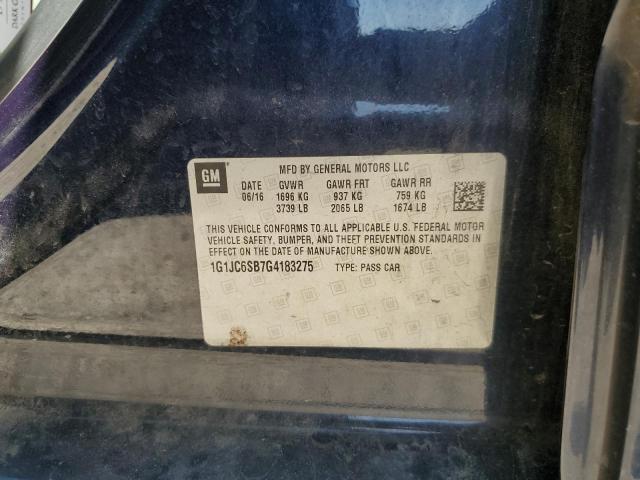 GM
MFD BY GENERAL MOTORS LLC
DATE GVWR GAWR FRT GAWR RR
06/16 1696 KG 937 KG 759 KG
3739 LB 2065 LB 1674 LB
THIS VEHICLE CONFORMS TO ALL APPLICABLE U.S. FEDERAL MOTOR
VEHICLE SAFETY, BUMPER, AND THEFT PREVENTION STANDARDS IN
EFFECT ON THE DATE OF MANUFACTURE SHOWN ABOVE.
1G1JC6SB7G4183275 TYPE: PASS CAR